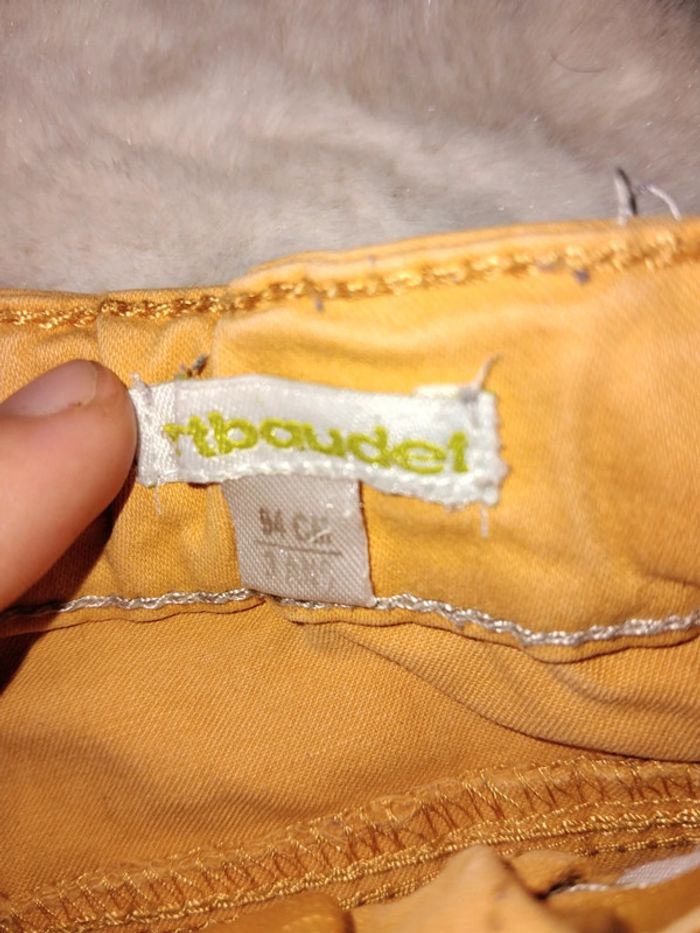 rtbaudet
94 CM
3 ANS